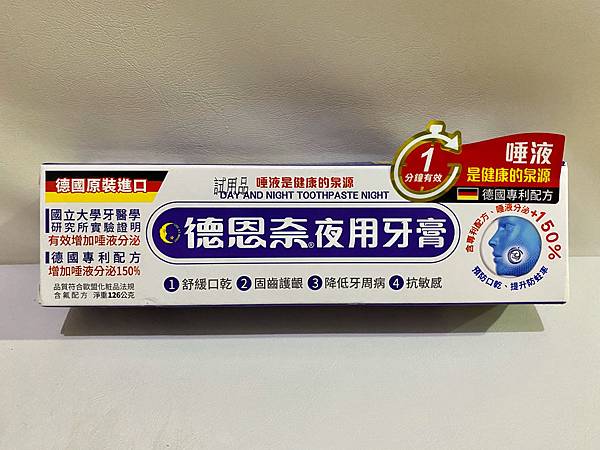 德國原裝進口
國立大學牙醫學
研究所實驗證明
有效增加唾液分泌
德國專利配方
增加唾液分泌150%
品質符合歐盟化粧品法規
含氟配方 淨重126公克
試用品 唾液是健康的泉源
DAY AND NIGHT TOOTHPASTE NIGHT
德恩奈®夜用牙膏
1 舒緩口乾 2 固齒護齦 3 降低牙周病 4 抗敏感
1
分鐘有效
唾液
是健康的泉源
德國專利配方
含專利配方、唾液分泌+150%
預防口乾、提升防蛀率